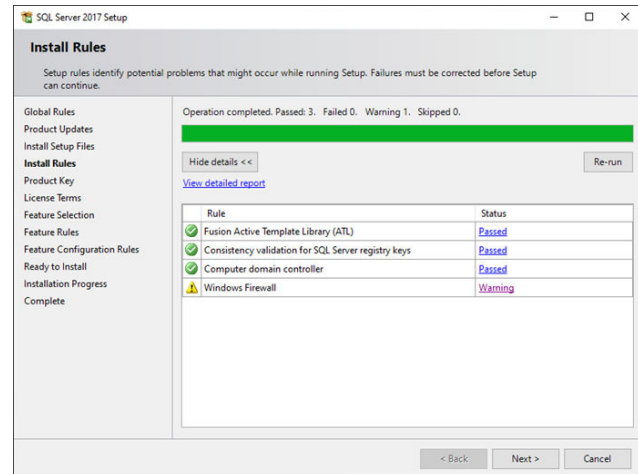 SQL Server 2017 Setup
Install Rules
Setup rules identify potential problems that might occur while running Setup. Failures must be corrected before Setup
can continue.
Global Rules
Product Updates
Install Setup Files
Install Rules
Product Key
License Terms
Feature Selection
Feature Rules
Feature Configuration Rules
Ready to Install
Installation Progress
Complete
Operation completed. Passed: 3. Failed 0. Warning 1. Skipped 0.
Hide details <<
Re-run
View detailed report
Rule Status
Fusion Active Template Library (ATL) Passed
Consistency validation for SQL Server registry keys Passed
Computer domain controller Passed
Windows Firewall Warning
< Back Next > Cancel